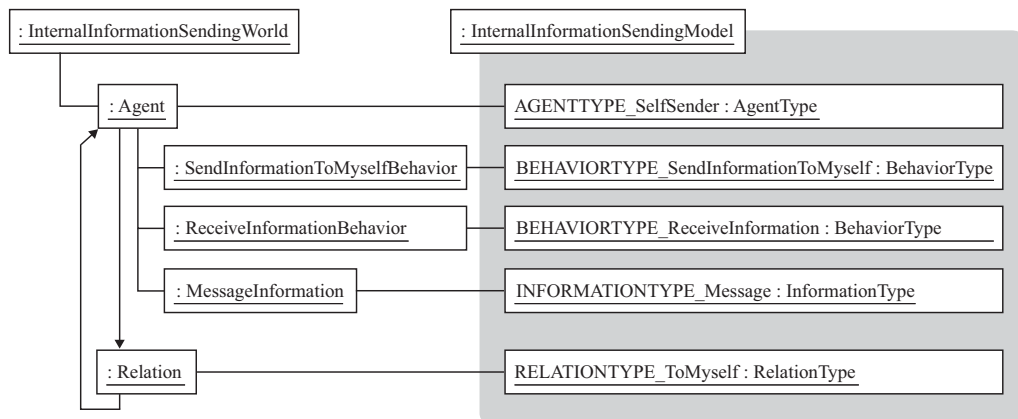 : InternalInformationSendingWorld
: InternalInformationSendingModel
: Agent
AGENTTYPE_SelfSender : AgentType
: SendInformationToMyselfBehavior
BEHAVIORTYPE_SendInformationToMyself : BehaviorType
: ReceiveInformationBehavior
BEHAVIORTYPE_ReceiveInformation : BehaviorType
: MessageInformation
INFORMATIONTYPE_Message : InformationType
: Relation
RELATIONTYPE_ToMyself : RelationType